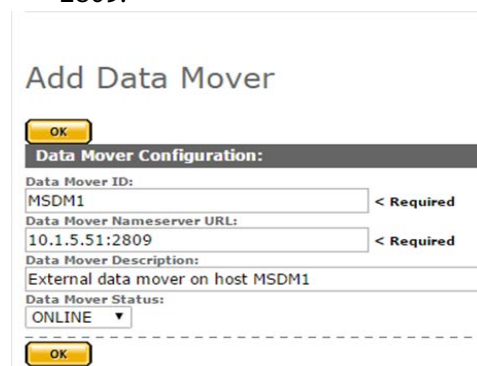 2809.
Add Data Mover
OK
Data Mover Configuration:
Data Mover ID:
MSDM1 < Required
Data Mover Nameserver URL:
10.1.5.51:2809 < Required
Data Mover Description:
External data mover on host MSDM1
Data Mover Status:
ONLINE ▼
OK